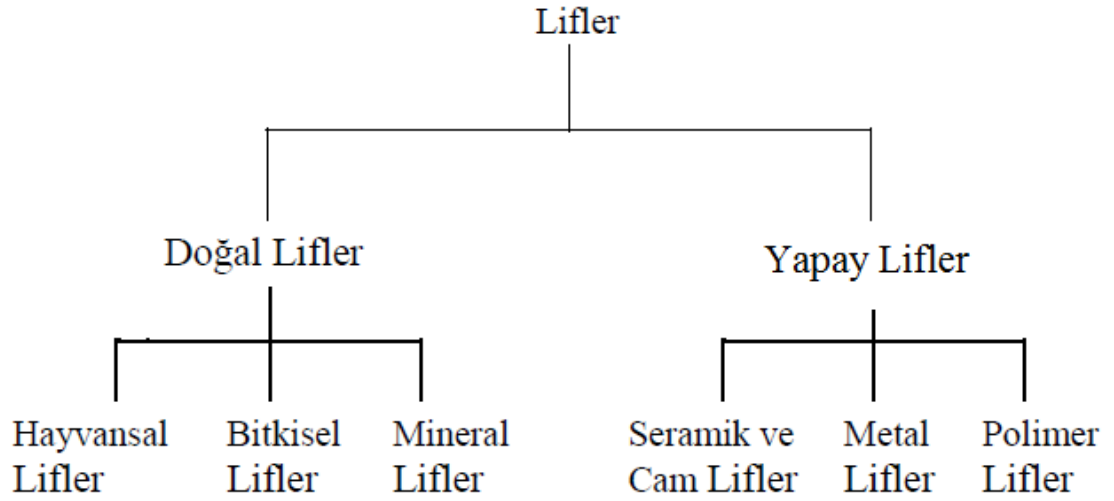 Lifler
Doğal Lifler
Yapay Lifler
Hayvansal
Lifler
Bitkisel
Lifler
Mineral
Lifler
Seramik ve
Cam Lifler
Metal
Lifler
Polimer
Lifler